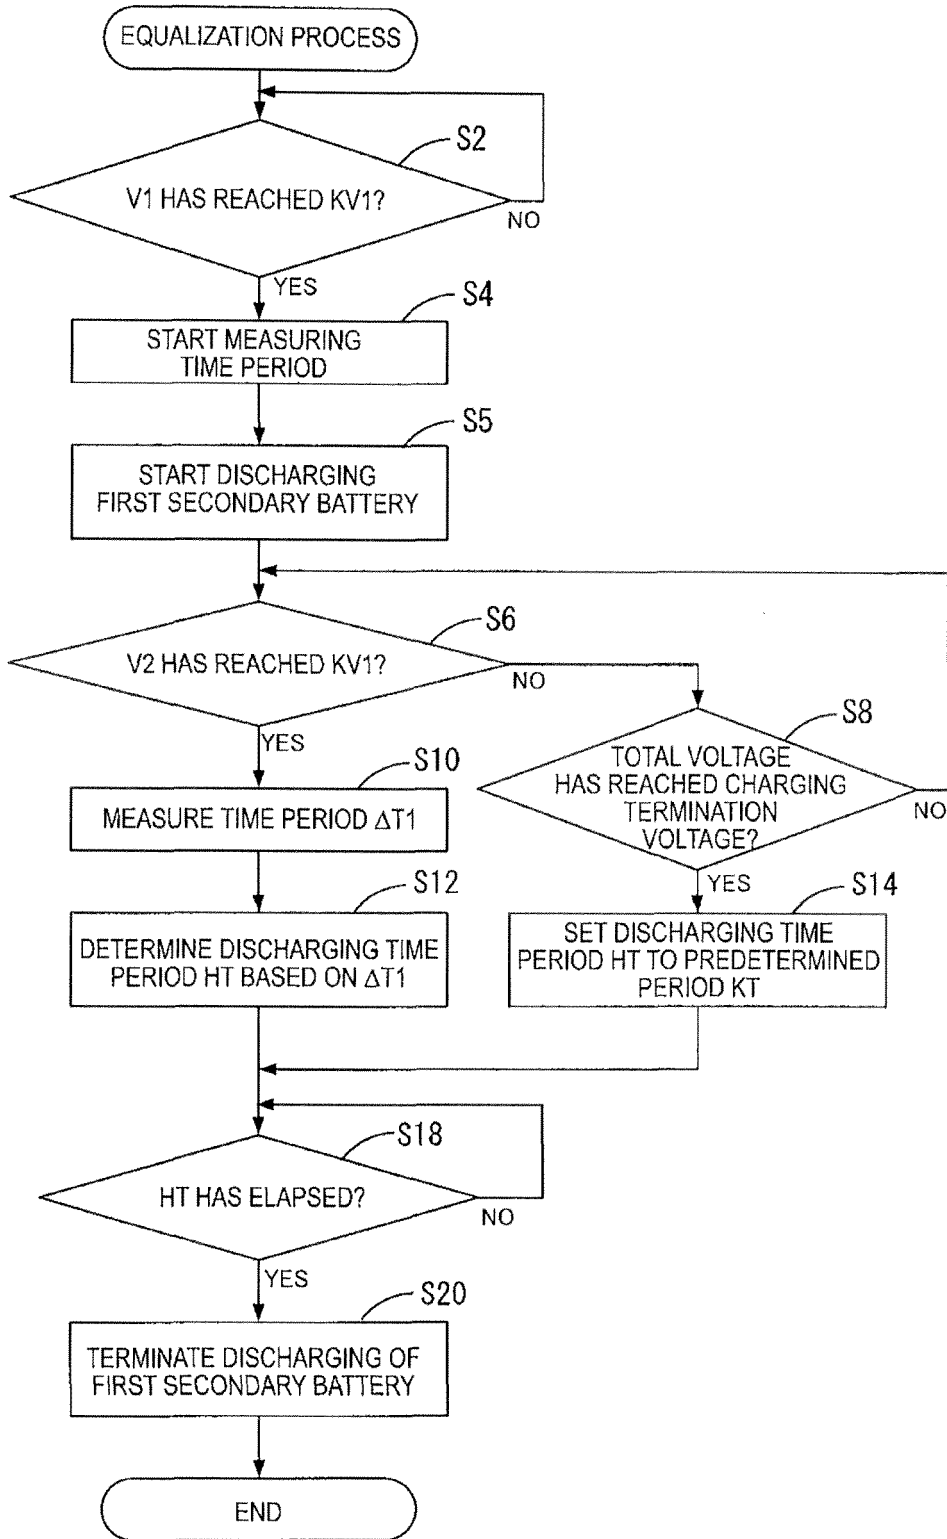 EQUALIZATION PROCESS
S2
V1 HAS REACHED KV1?
NO
YES
S4
START MEASURING
TIME PERIOD
S5
START DISCHARGING
FIRST SECONDARY BATTERY
S6
V2 HAS REACHED KV1?
NO
YES
S8
TOTAL VOLTAGE
HAS REACHED CHARGING
TERMINATION
VOLTAGE?
NO
YES
S10
MEASURE TIME PERIOD ΔT1
S12
DETERMINE DISCHARGING TIME
PERIOD HT BASED ON ΔT1
S14
SET DISCHARGING TIME
PERIOD HT TO PREDETERMINED
PERIOD KT
S18
HT HAS ELAPSED?
NO
YES
S20
TERMINATE DISCHARGING OF
FIRST SECONDARY BATTERY
END